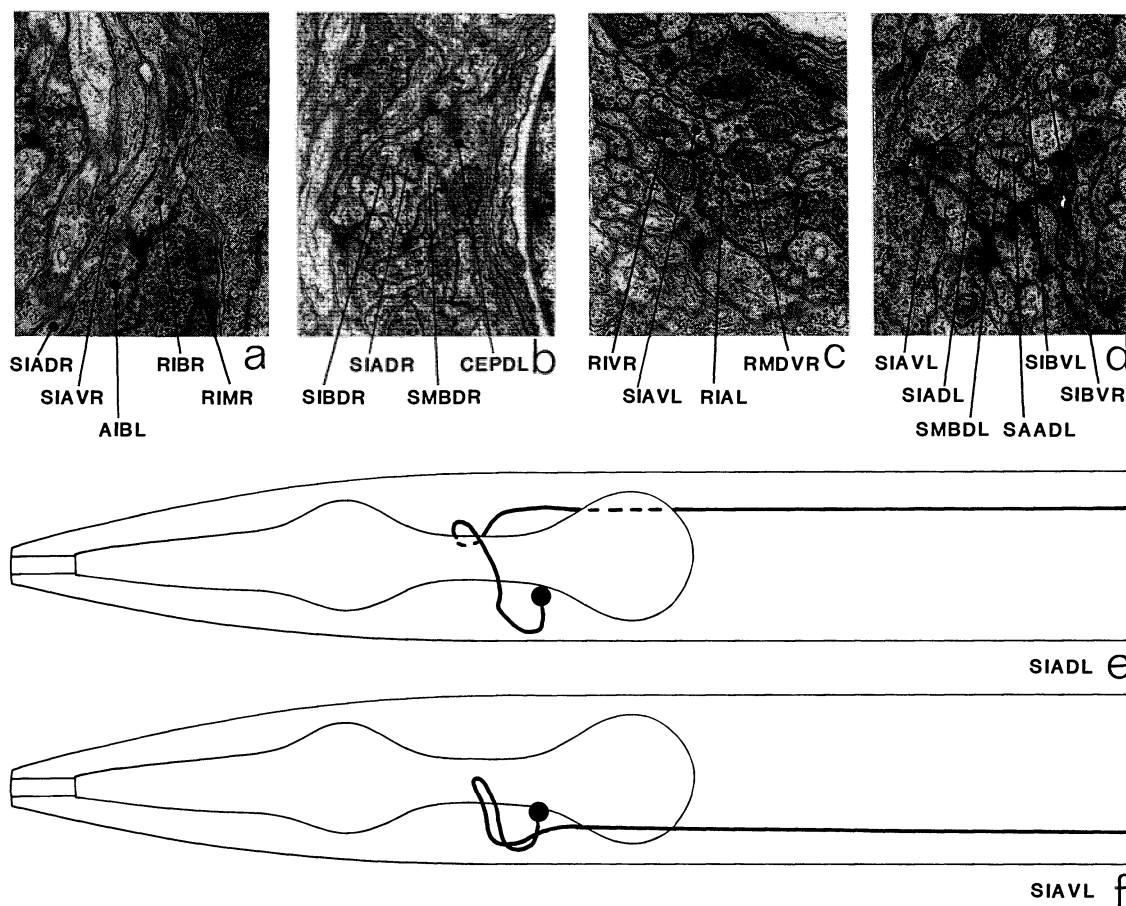 a
SIADR
SIAVR
AIBL
RIBR
RIMR
b
SIBDR
SIADR
SMBDR
CEPDL
c
RIVR
SIAVL
RIAL
RMDVR
d
SIAVL
SIADL
SMBDL
SAADL
SIBVL
SIBVR
SIADL e
SIAVL f